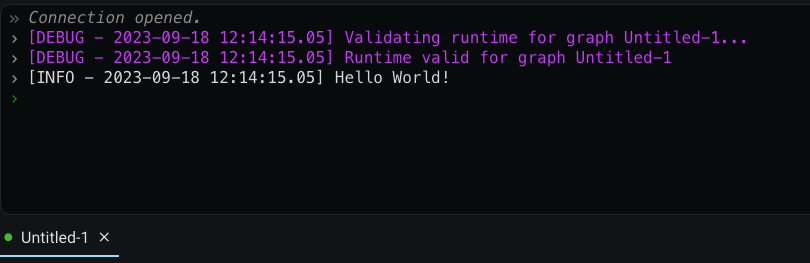 » Connection opened.
› [DEBUG – 2023-09-18 12:14:15.05] Validating runtime for graph Untitled-1...
› [DEBUG – 2023-09-18 12:14:15.05] Runtime valid for graph Untitled-1
› [INFO – 2023-09-18 12:14:15.05] Hello World!
›
Untitled-1 ×